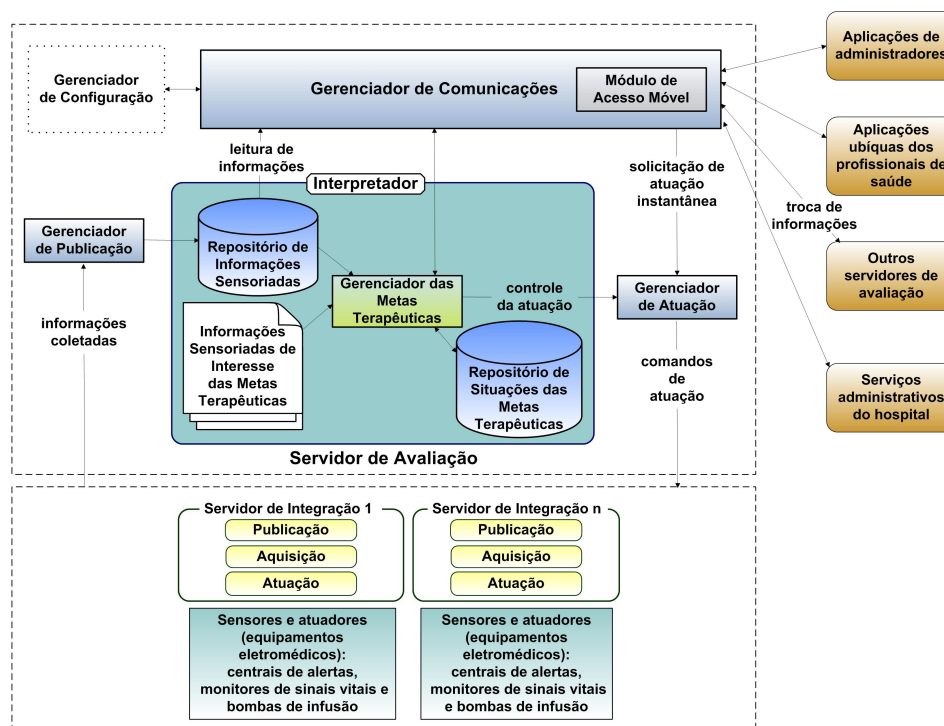 Gerenciador
de Configuração
Gerenciador de Comunicações
Módulo de
Acesso Móvel
Aplicações de
administradores
Aplicações
ubíquas dos
profissionais de
saúde
troca de
informações
Outros
servidores de
avaliação
Serviços
administrativos
do hospital
leitura de
informações
solicitação de
atuação
instantânea
Interpretador
Gerenciador
de Publicação
Repositório de
Informações
Sensoriadas
Gerenciador das
Metas
Terapêuticas
controle
da atuação
Gerenciador
de Atuação
informações
coletadas
Informações
Sensoriadas de
Interesse
das Metas
Terapêuticas
Repositório de
Situações das
Metas
Terapêuticas
comandos
de
atuação
Servidor de Avaliação
Servidor de Integração 1
Publicação
Aquisição
Atuação
Sensores e atuadores
(equipamentos
eletromédicos):
centrais de alertas,
monitores de sinais vitais e
bombas de infusão
Servidor de Integração n
Publicação
Aquisição
Atuação
Sensores e atuadores
(equipamentos
eletromédicos):
centrais de alertas,
monitores de sinais vitais
e bombas de infusão